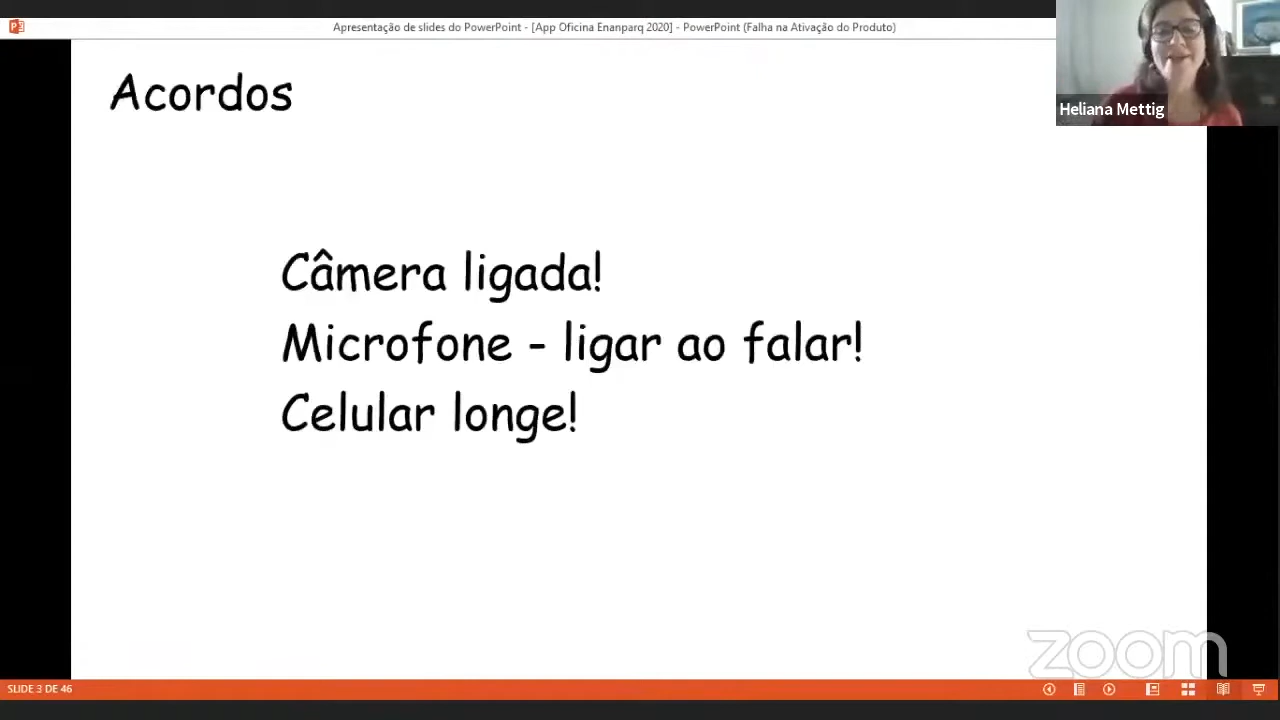 Apresentação de slides do PowerPoint - [App Oficina Enanparq 2020] - PowerPoint (Falha na Ativação do Produto)
Heliana Mettig
Acordos
Câmera ligada!
Microfone - ligar ao falar!
Celular longe!
zoom
SLIDE 3 DE 46